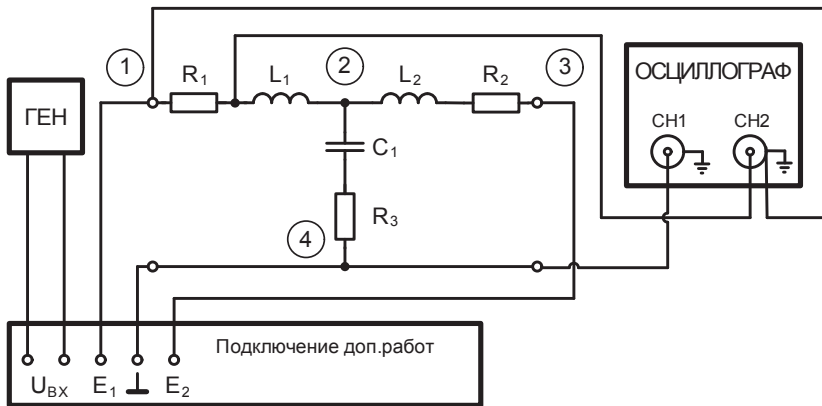 1
R1
L1
2
L2
R2
3
ОСЦИЛЛОГРАФ
ГЕН
CH1
CH2
C1
R3
4
Подключение доп.работ
UВХ
E1
E2